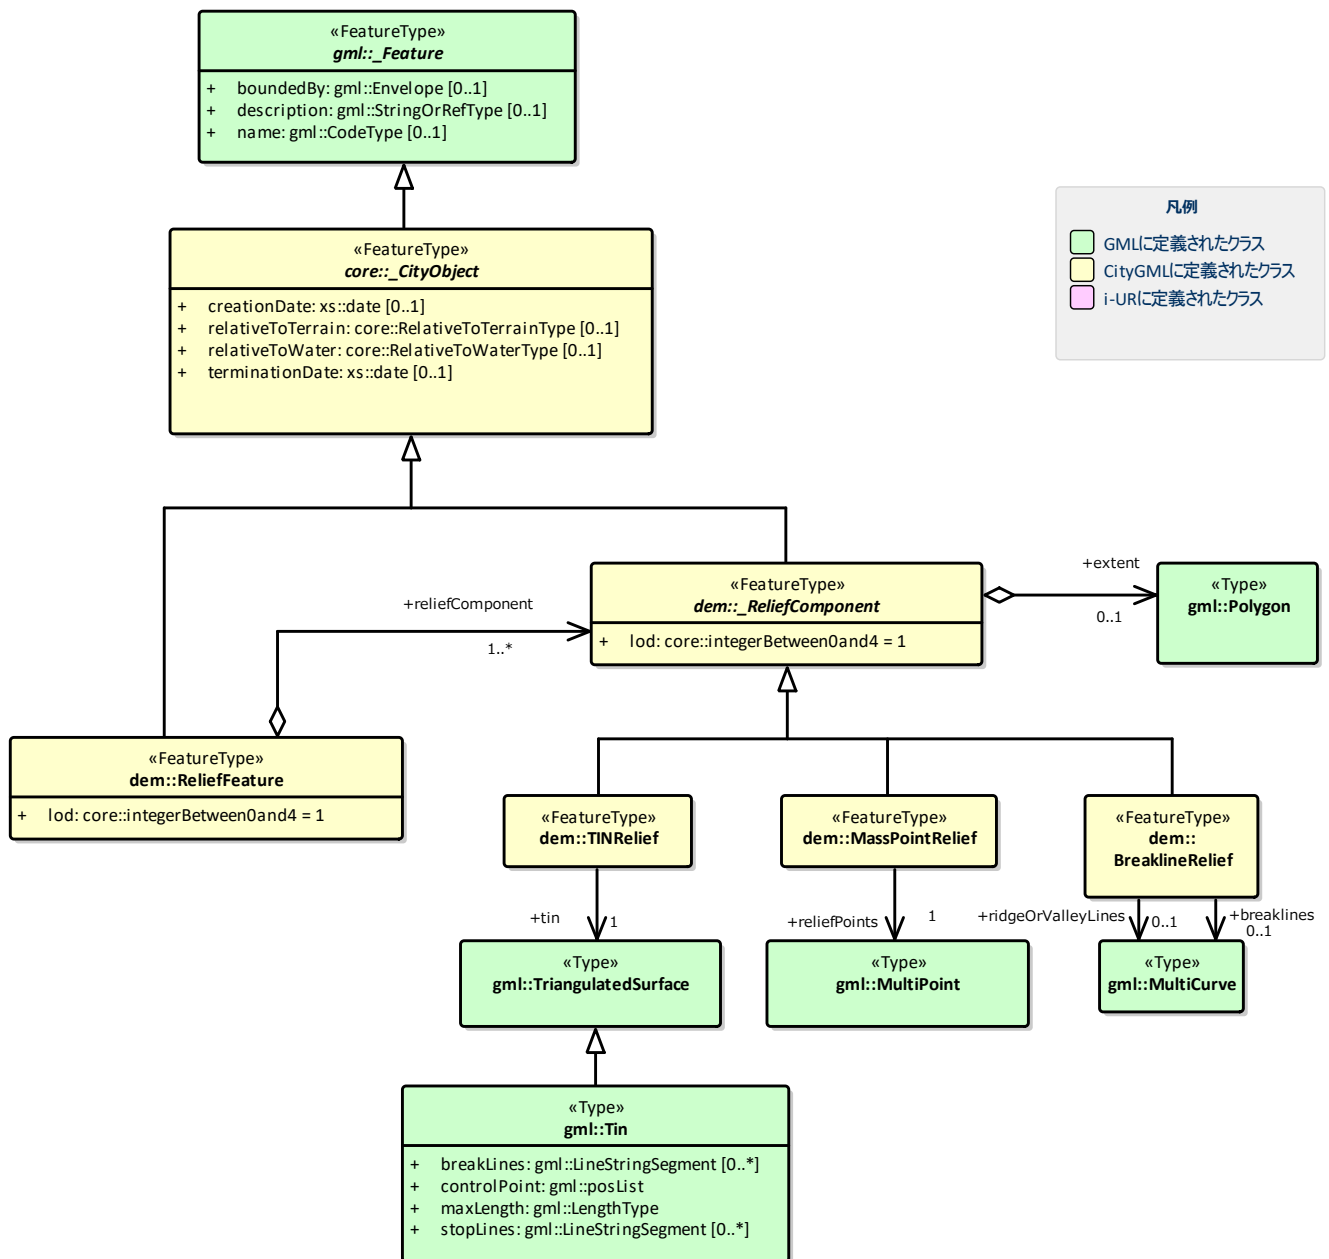 «FeatureType»
gml::_Feature
+ boundedBy: gml::Envelope [0..1]
+ description: gml::StringOrRefType [0..1]
+ name: gml::CodeType [0..1]
«FeatureType»
core::_CityObject
+ creationDate: xs::date [0..1]
+ relativeToTerrain: core::RelativeToTerrainType [0..1]
+ relativeToWater: core::RelativeToWaterType [0..1]
+ terminationDate: xs::date [0..1]
凡例
GMLに定義されたクラス
CityGMLに定義されたクラス
i-URに定義されたクラス
+reliefComponent
1..*
«FeatureType»
dem::_ReliefComponent
+ lod: core::integerBetween0and4 = 1
+extent
0..1
«Type»
gml::Polygon
«FeatureType»
dem::ReliefFeature
+ lod: core::integerBetween0and4 = 1
«FeatureType»
dem::TINRelief
«FeatureType»
dem::MassPointRelief
«FeatureType»
dem::
BreaklineRelief
+tin
1
+reliefPoints
1
+ridgeOrValleyLines
0..1
+breaklines
0..1
«Type»
gml::TriangulatedSurface
«Type»
gml::MultiPoint
«Type»
gml::MultiCurve
«Type»
gml::Tin
+ breakLines: gml::LineStringSegment [0..*]
+ controlPoint: gml::posList
+ maxLength: gml::LengthType
+ stopLines: gml::LineStringSegment [0..*]